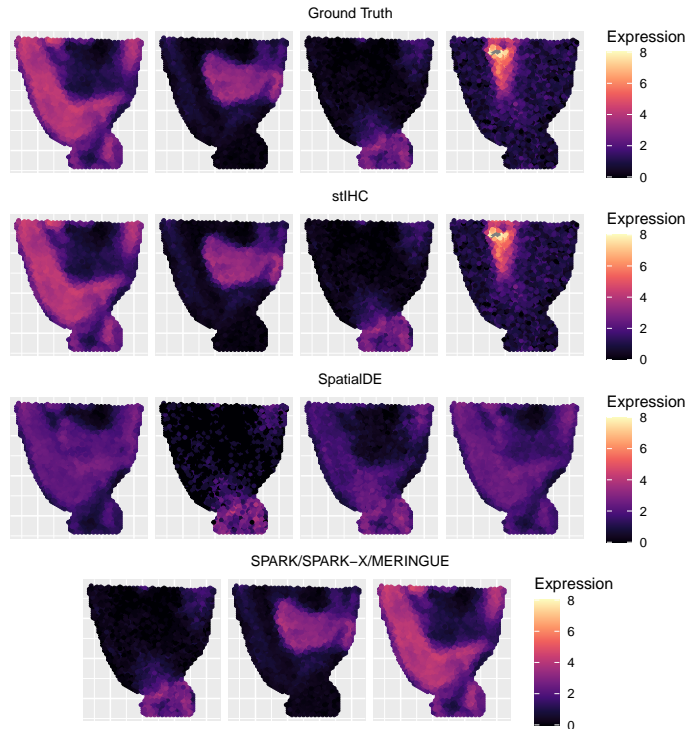 Ground Truth
Expression
8
6
4
2
0
stIHC
Expression
8
6
4
2
0
SpatialDE
Expression
8
6
4
2
0
SPARK/SPARK−X/MERINGUE
Expression
8
6
4
2
0